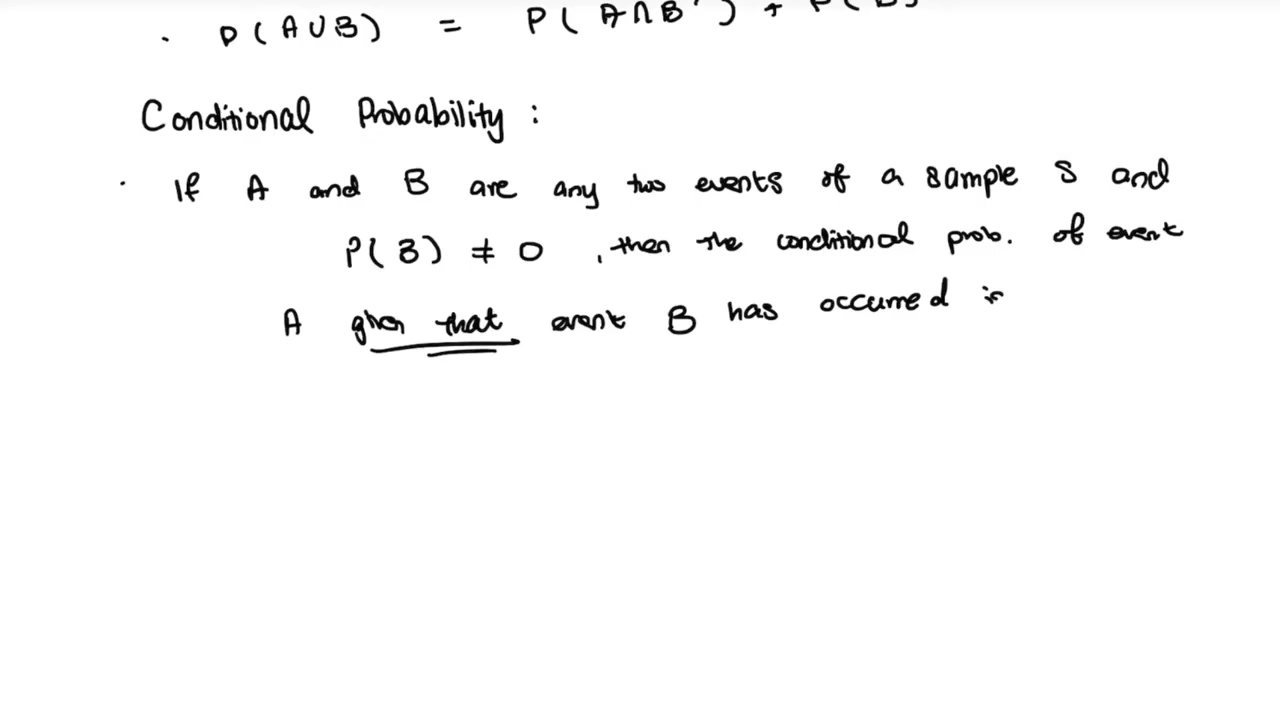 . P(A∪B) = P(A∩B') + P(B)
Conditional Probability :
. If A and B are any two events of a sample S and
P(B) ≠ 0 , then the conditional prob. of event
A given that event B has occurred is